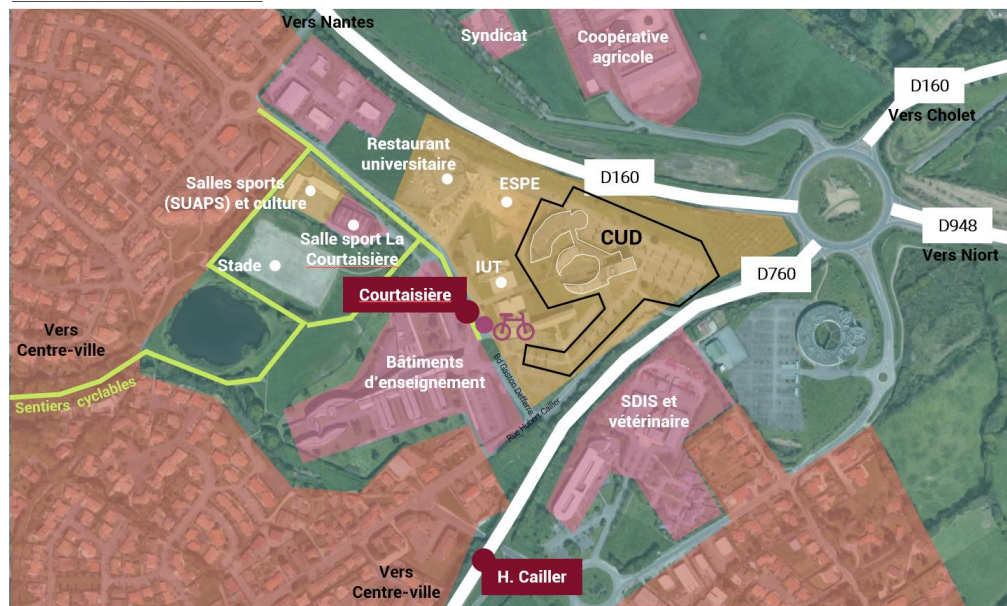 Vers Nantes
Syndicat
Coopérative
agricole
D160
Vers Cholet
Restaurant
universitaire
ESPE
D160
Salles sports
(SUAPS) et culture
D948
Vers Niort
CUD
Salle sport La
Courtaisière
Stade
IUT
D760
Courtaisière
Vers
Centre-ville
Bâtiments
d'enseignement
Bd Gaston Defferre
Sentiers cyclables
Rue Hubert Cailler
SDIS et
vétérinaire
Vers
Centre-ville
H. Cailler